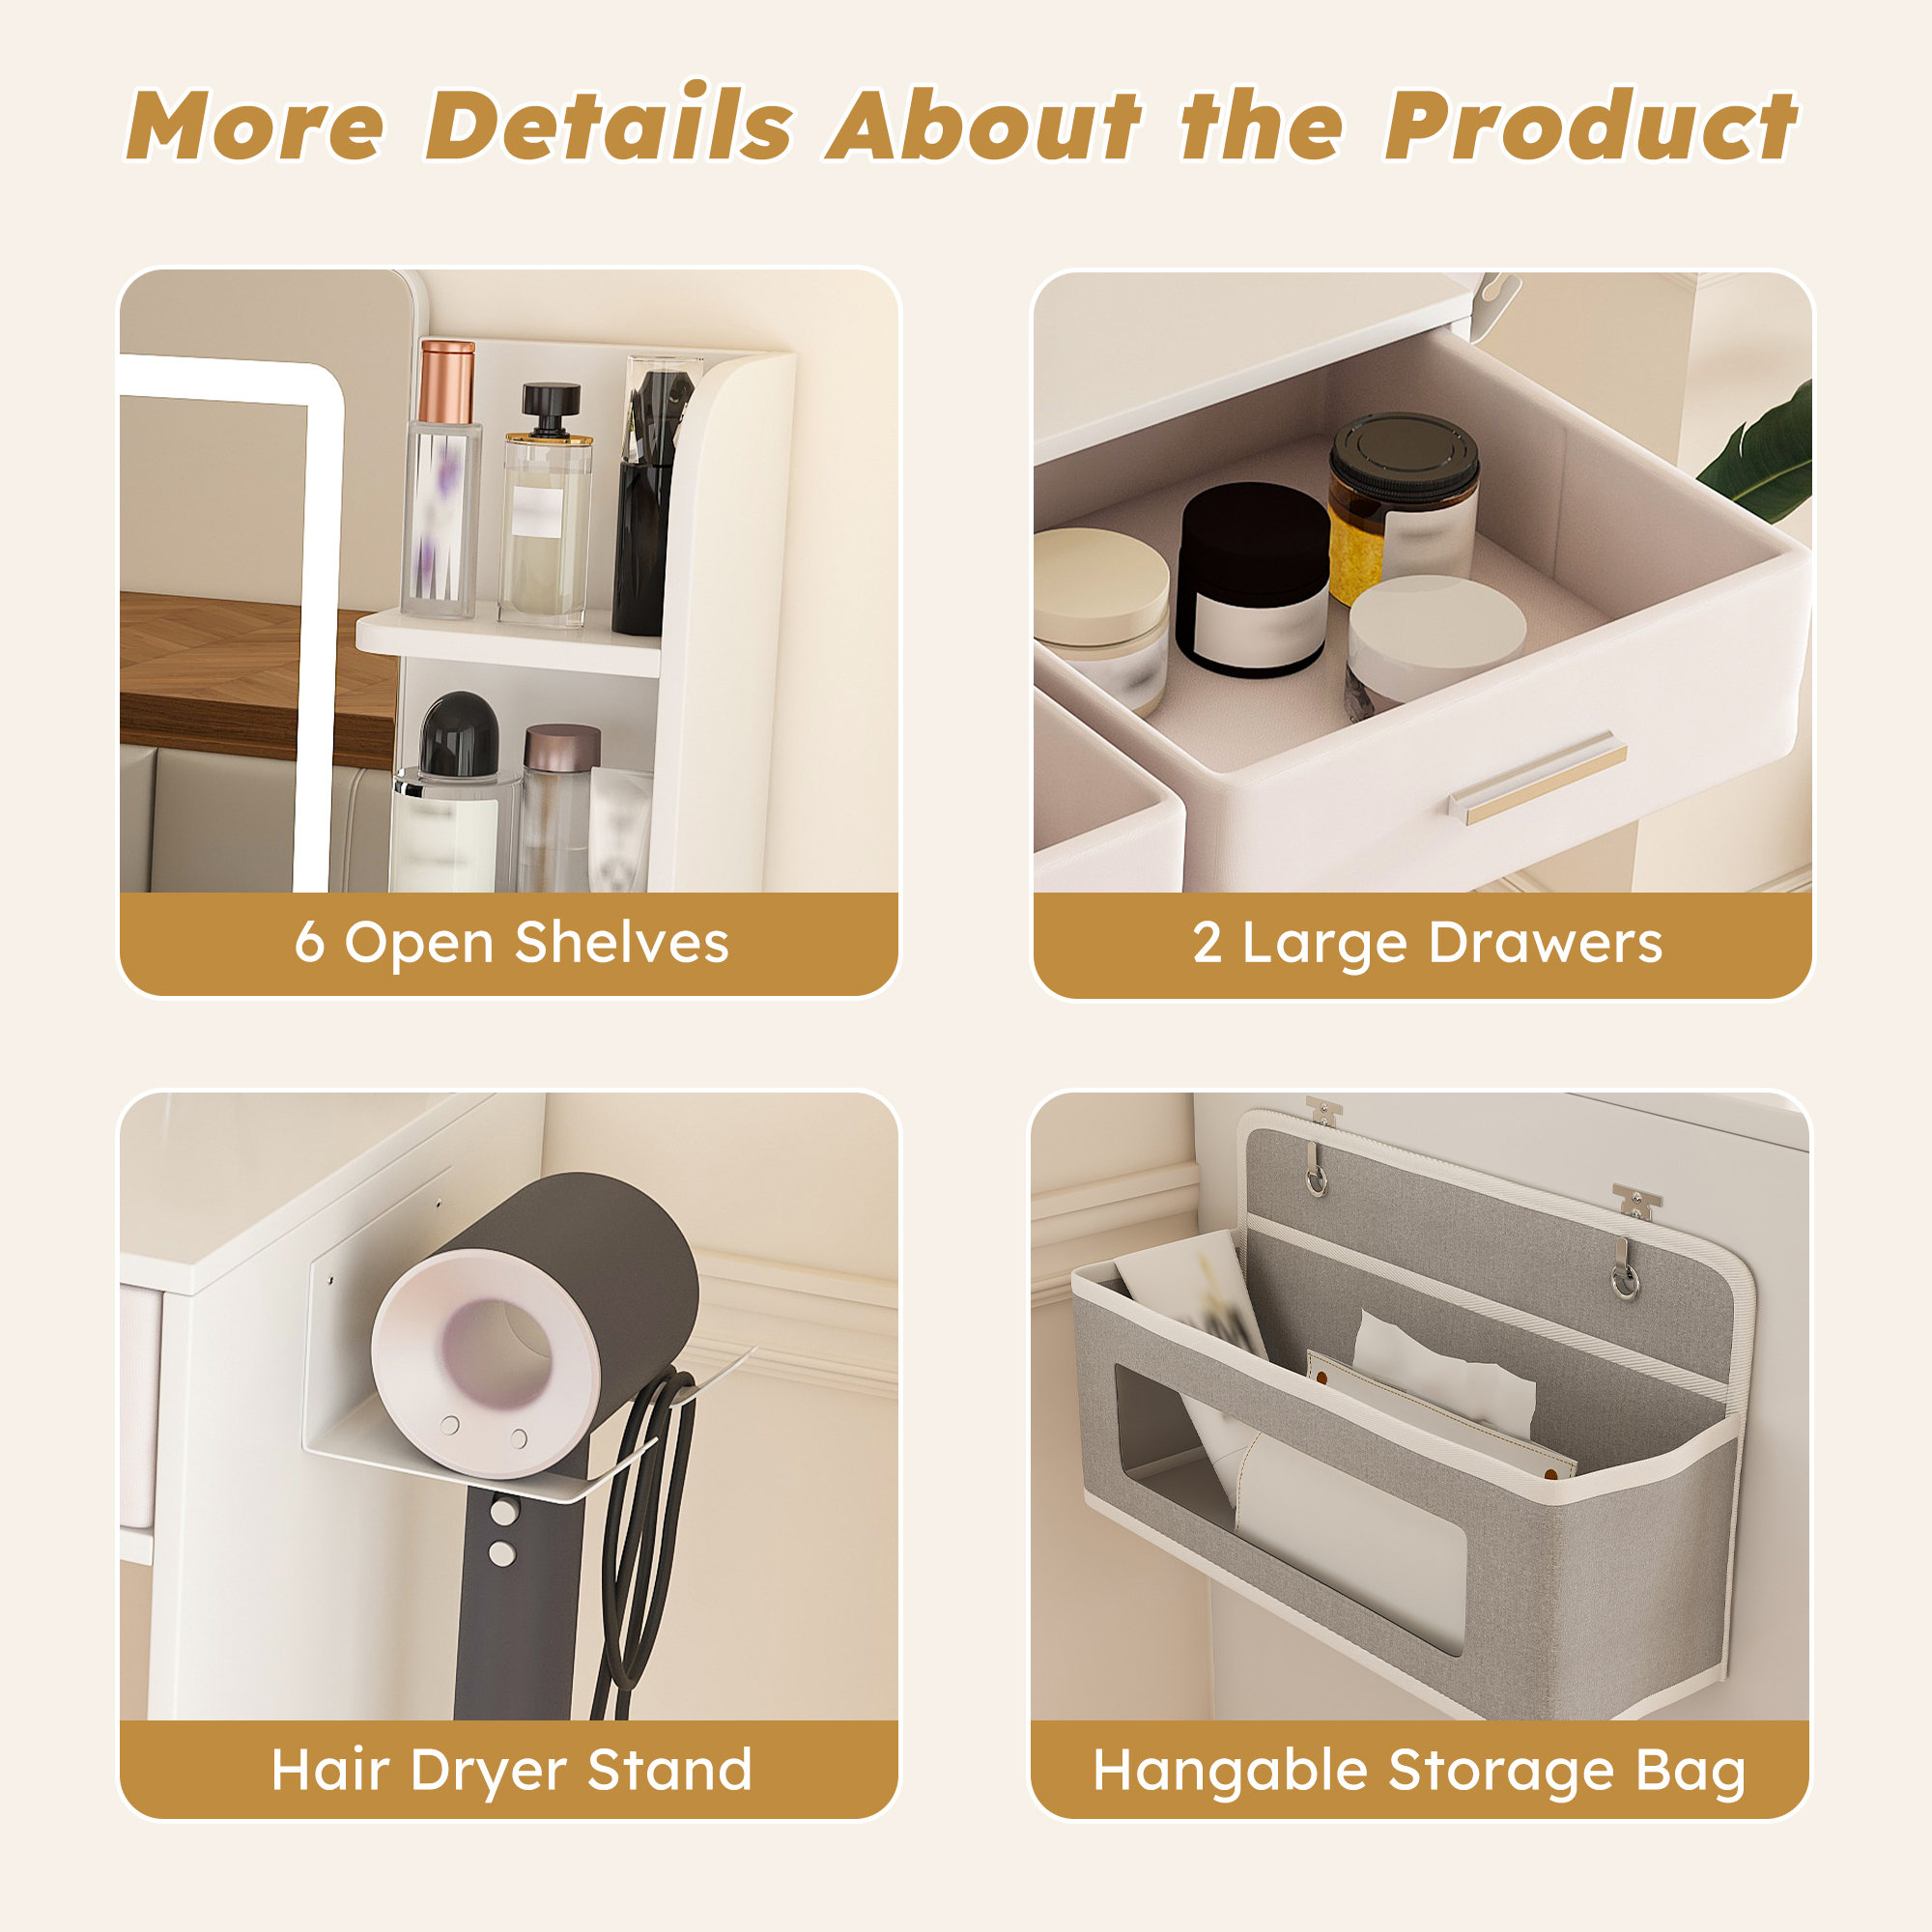 More Details About the Product
6 Open Shelves
2 Large Drawers
Hair Dryer Stand
Hangable Storage Bag